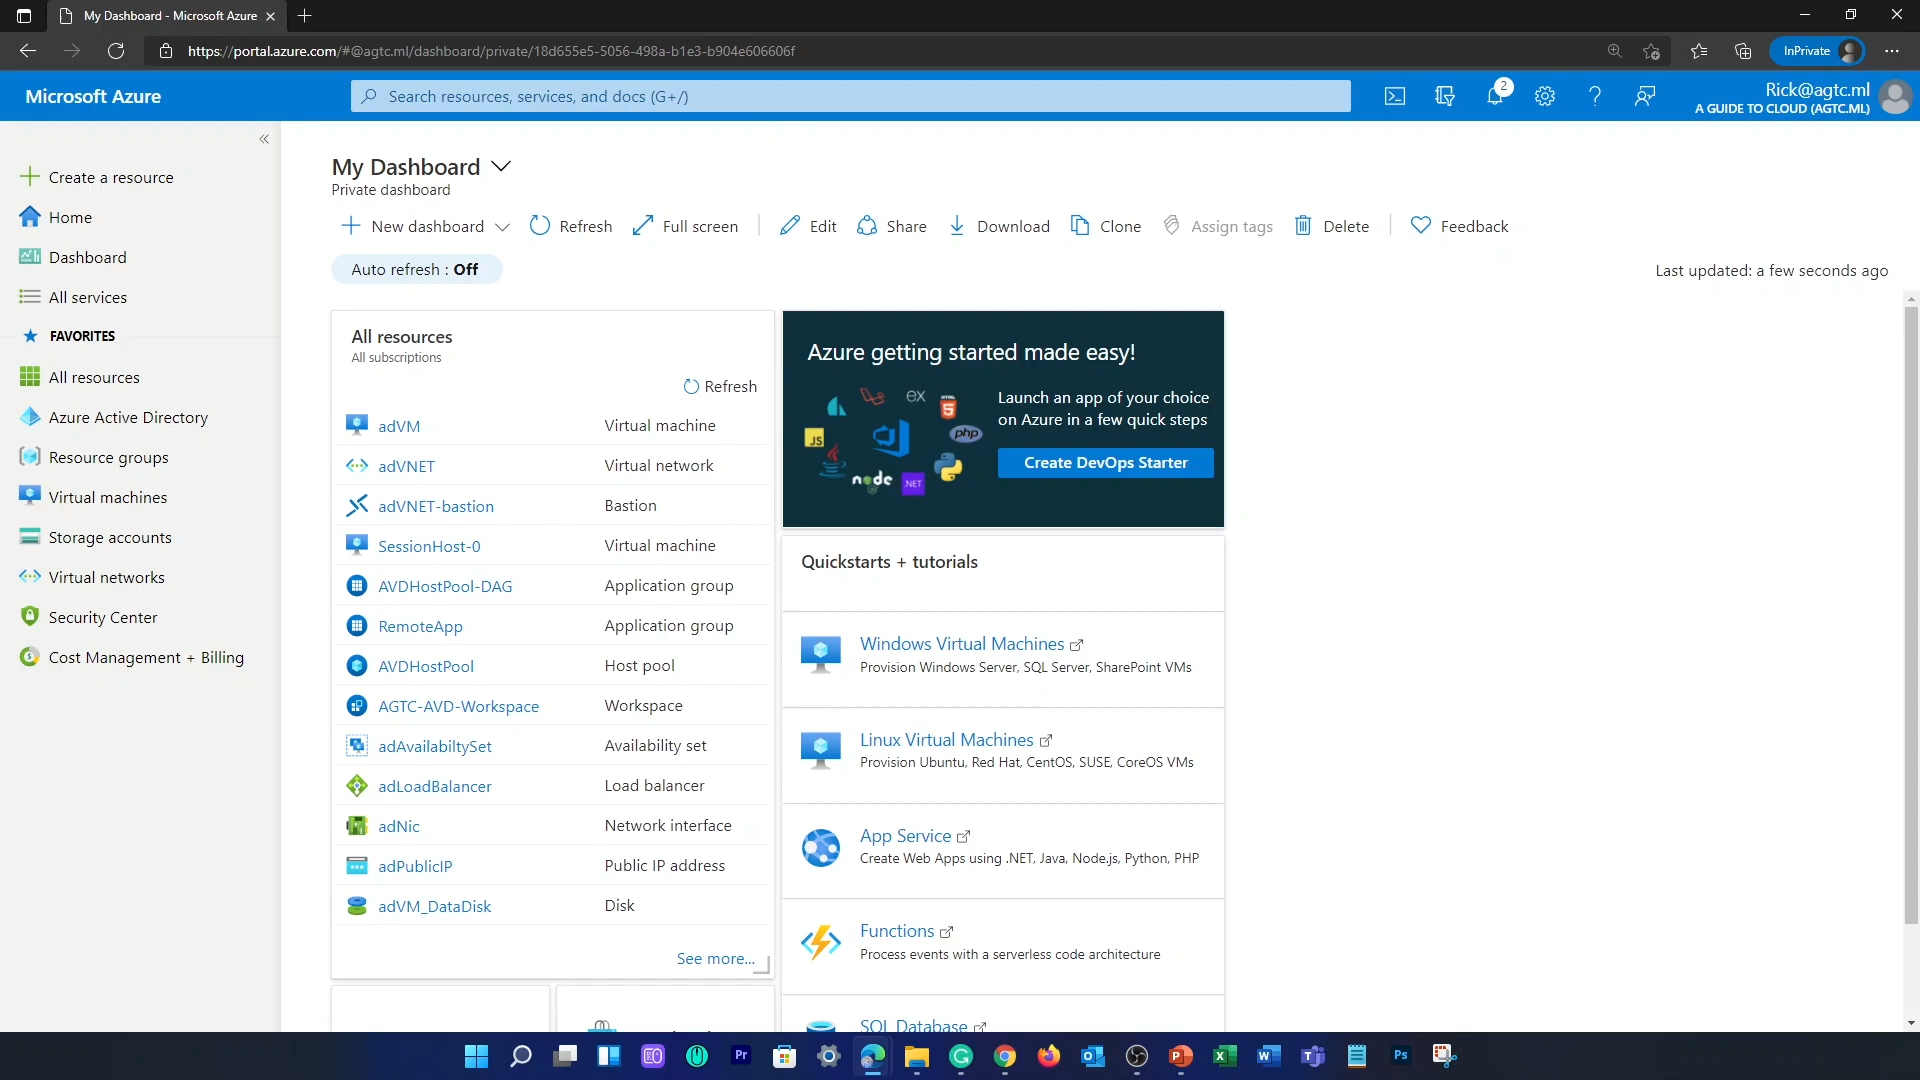 My Dashboard - Microsoft Azure
https://portal.azure.com/#@agtc.ml/dashboard/private/18d655e5-5056-498a-b1e3-b904e606606f
InPrivate
Microsoft Azure
Search resources, services, and docs (G+/)
2
Rick@agtc.ml
A GUIDE TO CLOUD (AGTC.ML)
Create a resource
Home
Dashboard
All services
FAVORITES
All resources
Azure Active Directory
Resource groups
Virtual machines
Storage accounts
Virtual networks
Security Center
Cost Management + Billing
My Dashboard
Private dashboard
New dashboard
Refresh
Full screen
Edit
Share
Download
Clone
Assign tags
Delete
Feedback
Auto refresh : Off
Last updated: a few seconds ago
All resources
All subscriptions
Refresh
adVM Virtual machine
adVNET Virtual network
adVNET-bastion Bastion
SessionHost-0 Virtual machine
AVDHostPool-DAG Application group
RemoteApp Application group
AVDHostPool Host pool
AGTC-AVD-Workspace Workspace
adAvailabiltySet Availability set
adLoadBalancer Load balancer
adNic Network interface
adPublicIP Public IP address
adVM_DataDisk Disk
See more...
Azure getting started made easy!
Launch an app of your choice
on Azure in a few quick steps
Create DevOps Starter
EX
HTML
5
JS
php
node
.NET
Quickstarts + tutorials
Windows Virtual Machines
Provision Windows Server, SQL Server, SharePoint VMs
Linux Virtual Machines
Provision Ubuntu, Red Hat, CentOS, SUSE, CoreOS VMs
App Service
Create Web Apps using .NET, Java, Node.js, Python, PHP
Functions
Process events with a serverless code architecture
SQL Database
Pr
Ps